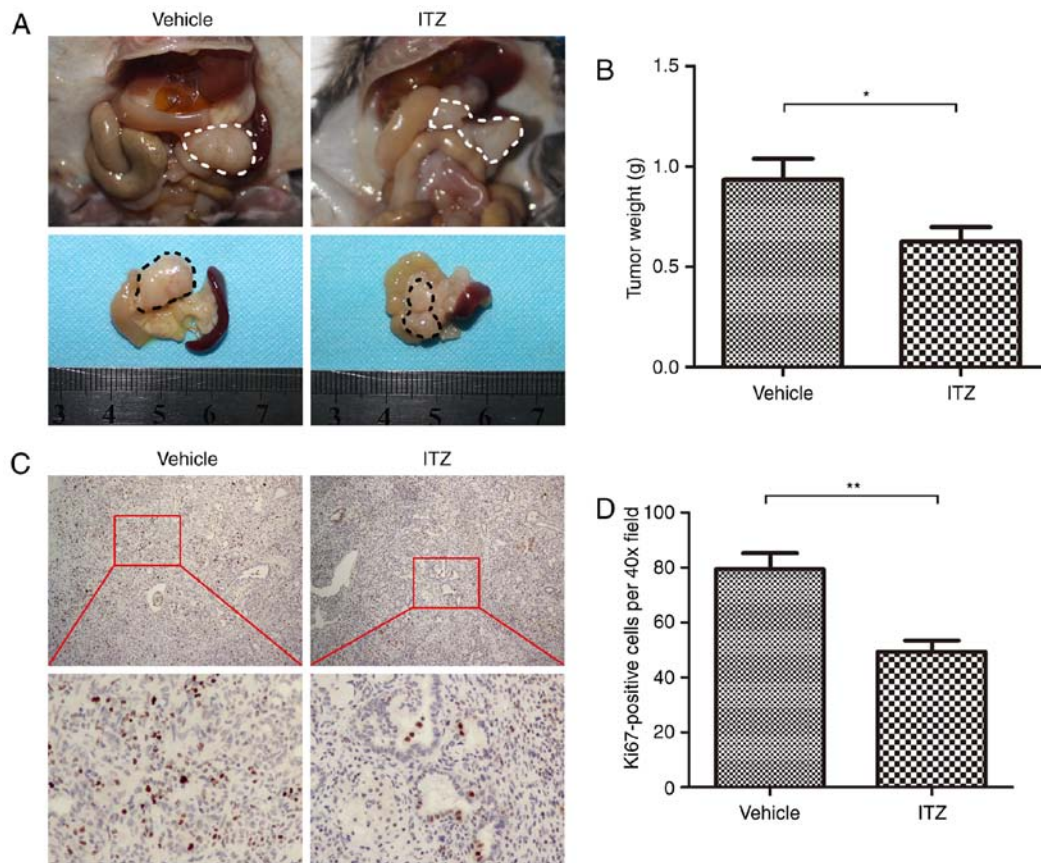 A
Vehicle
ITZ
3 4 5 6 7
3 4 5 6 7
B
Tumor weight (g)
1.5
1.0
0.5
0.0
*
Vehicle
ITZ
C
Vehicle
ITZ
D
Ki67-positive cells per 40x field
100
80
60
40
20
0
**
Vehicle
ITZ